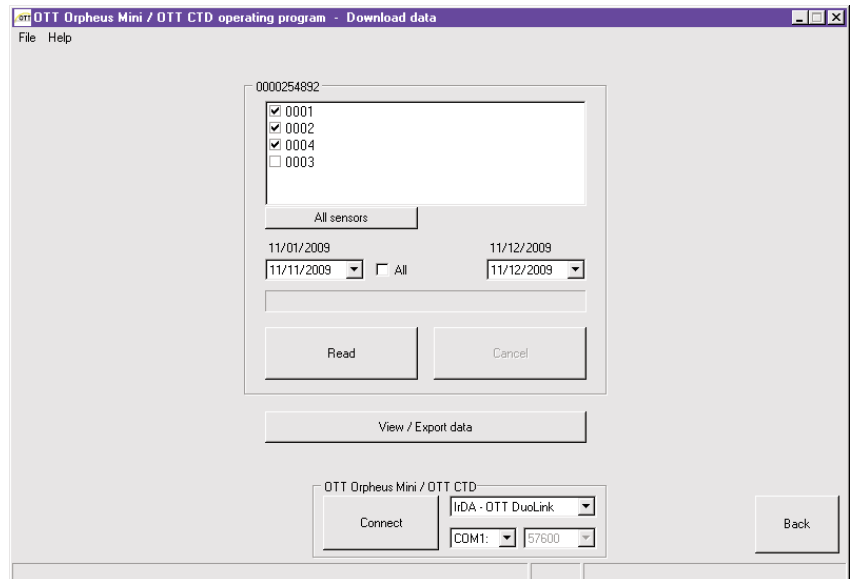 OTT OTT Orpheus Mini / OTT CTD operating program - Download data
File Help
0000254892
0001
0002
0004
0003
All sensors
11/01/2009 11/12/2009
11/11/2009 All 11/12/2009
Read Cancel
View / Export data
OTT Orpheus Mini / OTT CTD
Connect
IrDA - OTT DuoLink
COM1: 57600
Back